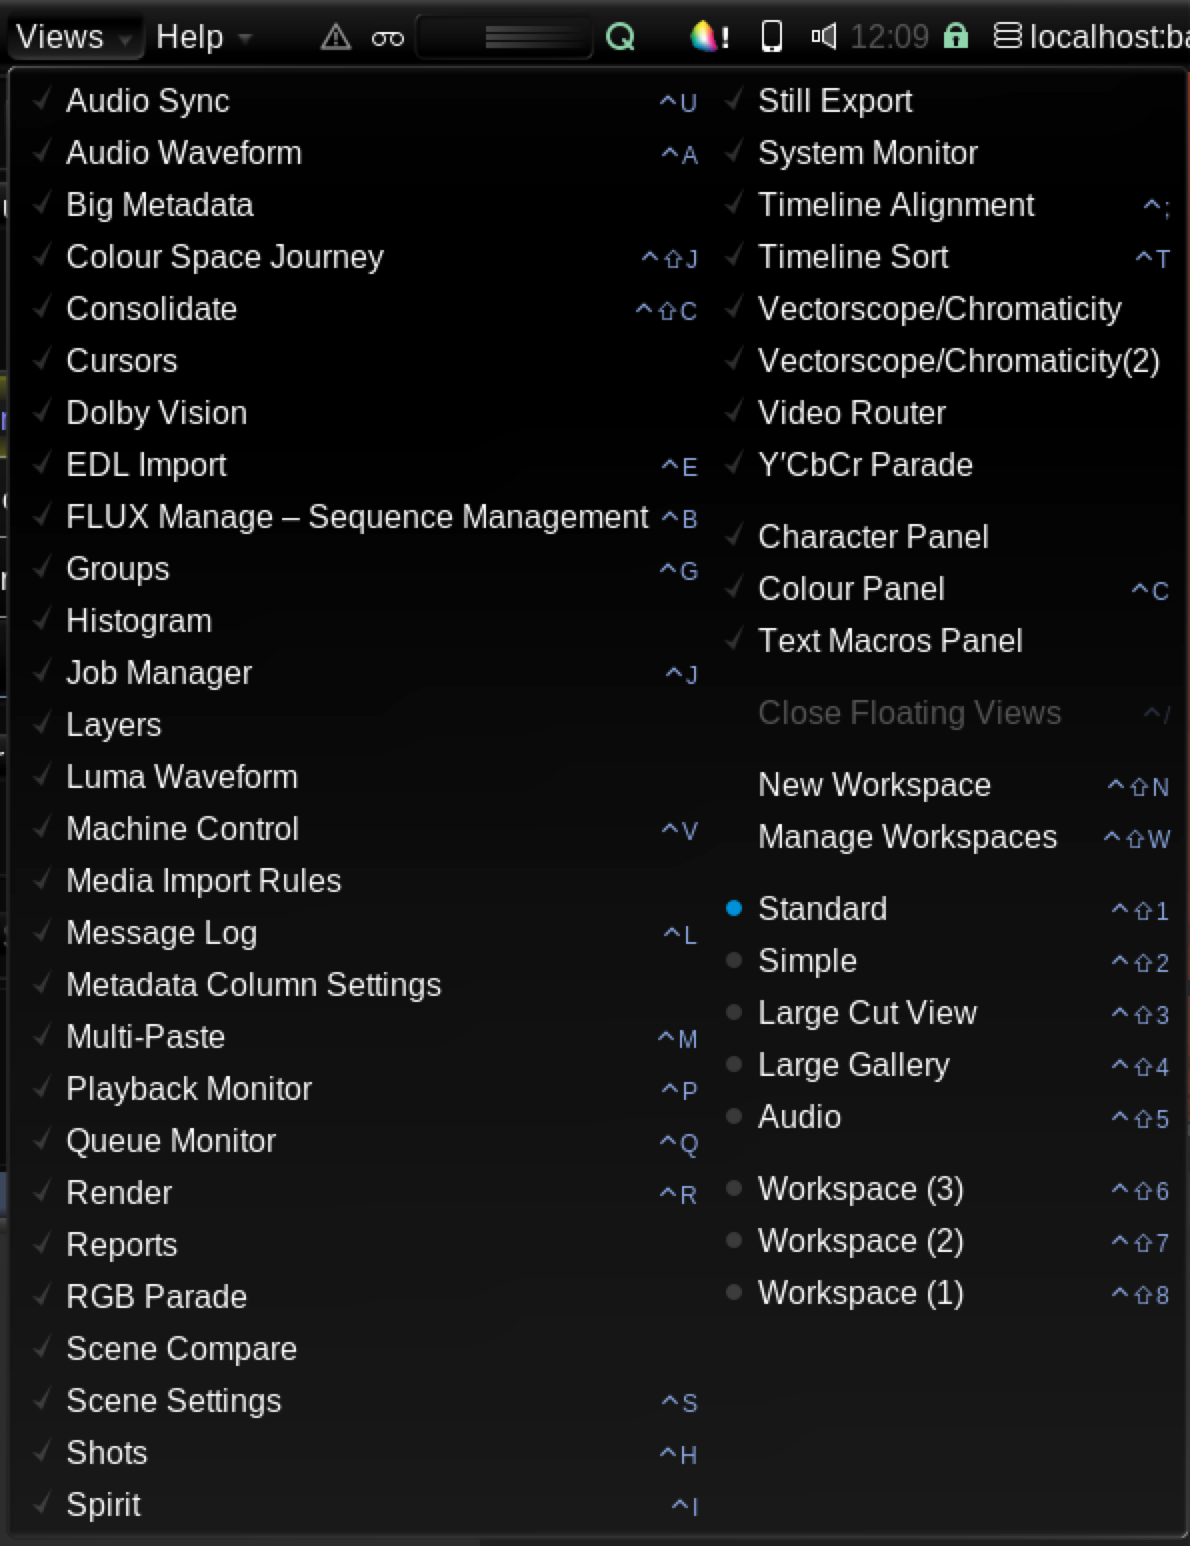 Views Help 12:09 localhost:ba
Audio Sync ^⇧U
Audio Waveform ^A
Big Metadata
Colour Space Journey ^⇧J
Consolidate ^⇧C
Cursors
Dolby Vision
EDL Import ^E
FLUX Manage – Sequence Management ^B
Groups ^G
Histogram
Job Manager ^J
Layers
Luma Waveform
Machine Control ^V
Media Import Rules
Message Log ^L
Metadata Column Settings
Multi-Paste ^M
Playback Monitor ^P
Queue Monitor ^Q
Render ^R
Reports
RGB Parade
Scene Compare
Scene Settings ^S
Shots ^H
Spirit ^I
Still Export
System Monitor
Timeline Alignment ^;
Timeline Sort ^T
Vectorscope/Chromaticity
Vectorscope/Chromaticity(2)
Video Router
Y′CbCr Parade
Character Panel
Colour Panel ^C
Text Macros Panel
Close Floating Views ^/
New Workspace ^⇧N
Manage Workspaces ^⇧W
Standard ^⇧1
Simple ^⇧2
Large Cut View ^⇧3
Large Gallery ^⇧4
Audio ^⇧5
Workspace (3) ^⇧6
Workspace (2) ^⇧7
Workspace (1) ^⇧8